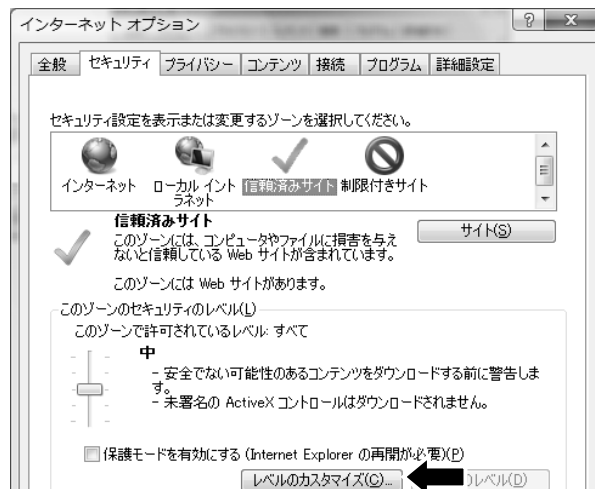 インターネット オプション
? X
全般 セキュリティ プライバシー コンテンツ 接続 プログラム 詳細設定
セキュリティ設定を表示または変更するゾーンを選択してください。
インターネット ローカル イント 信頼済みサイト 制限付きサイト
ラネット
信頼済みサイト
このゾーンには、コンピュータやファイルに損害を与え
ないと信頼している Web サイトが含まれています。
サイト(S)
このゾーンには Web サイトがあります。
このゾーンのセキュリティのレベル(L)
このゾーンで許可されているレベル: すべて
中
- 安全でない可能性のあるコンテンツをダウンロードする前に警告しま
す。
- 未署名の ActiveX コントロールはダウンロードされません。
保護モードを有効にする (Internet Explorer の再開が必要)(P)
レベルのカスタマイズ(C)... のレベル(D)